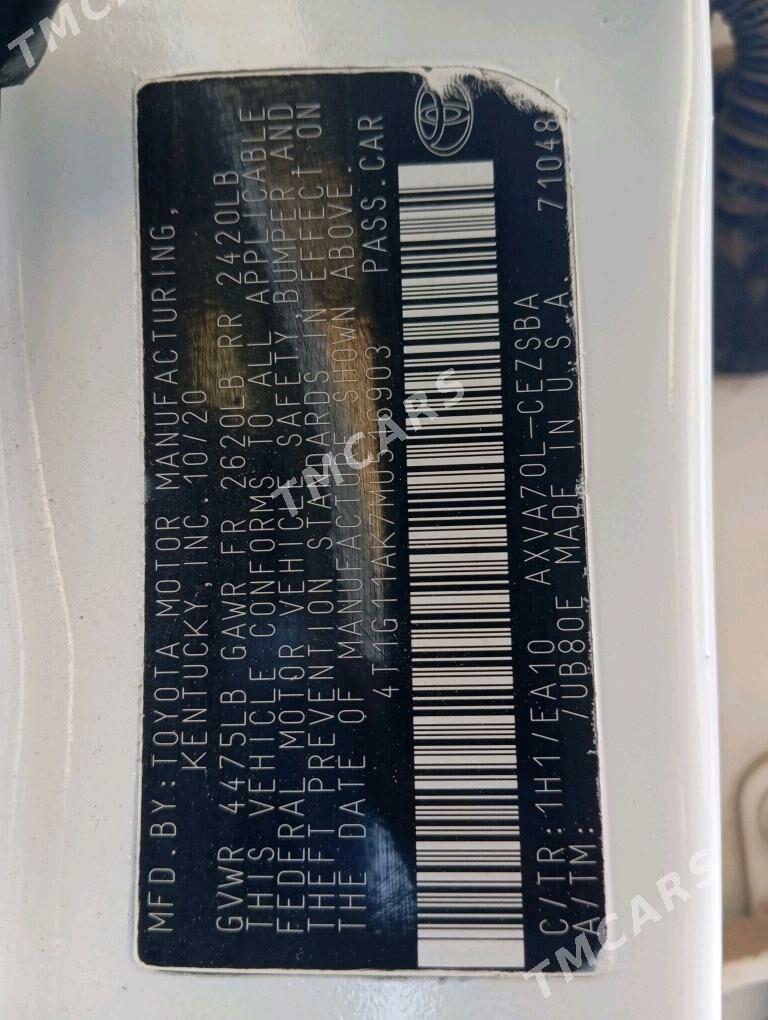 MFD.BY:TOYOTA MOTOR MANUFACTURING,
KENTUCKY,INC. 10/20
GVWR 4475LB GAWR FR 2620LB RR 2420LB
THIS VEHICLE CONFORMS TO ALL APPLICABLE
FEDERAL MOTOR VEHICLE SAFETY,BUMPER AND
THEFT PREVENTION STANDARDS IN EFFECT ON
THE DATE OF MANUFACTURE SHOWN ABOVE.
PASS.CAR
C/TR:1H1/EA10 AXVA70L-CEZSBA 71048
A/TM: /UB80E MADE IN U.S.A.
TMCARS
TMCARS
TMCARS